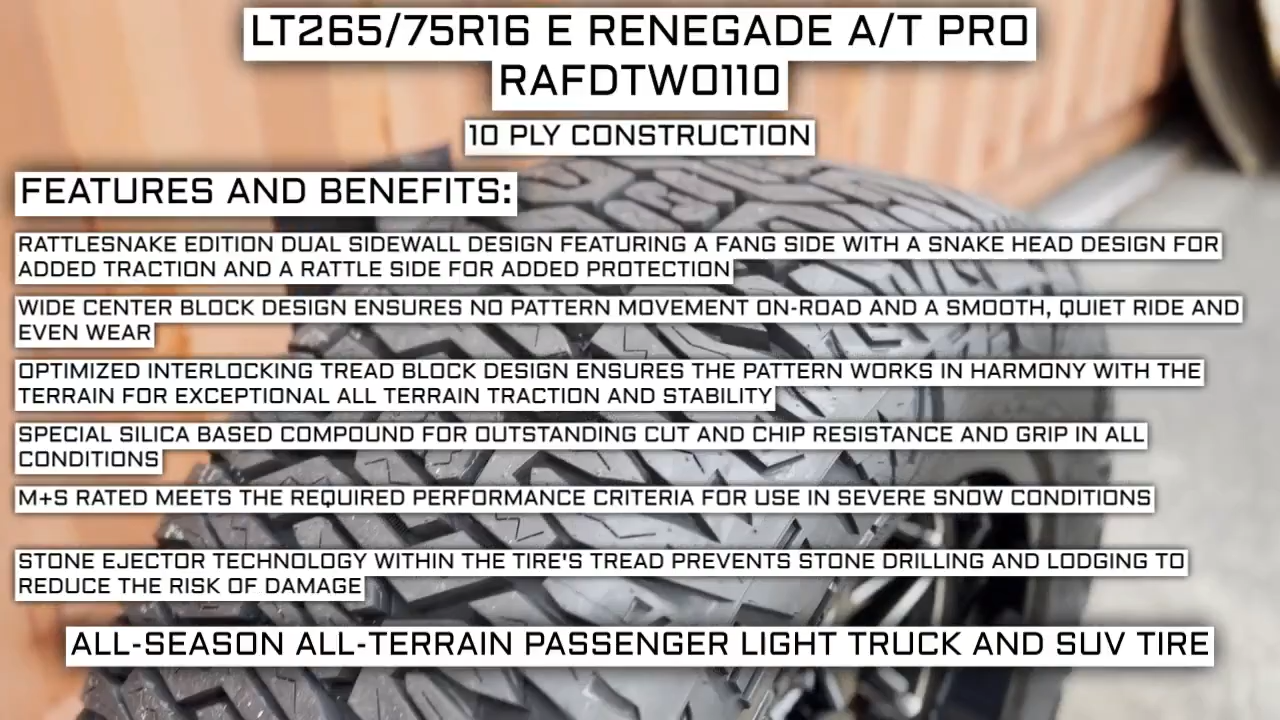 LT265/75R16 E RENEGADE A/T PRO
RAFDTW0110
10 PLY CONSTRUCTION
FEATURES AND BENEFITS:
RATTLESNAKE EDITION DUAL SIDEWALL DESIGN FEATURING A FANG SIDE WITH A SNAKE HEAD DESIGN FOR
ADDED TRACTION AND A RATTLE SIDE FOR ADDED PROTECTION
WIDE CENTER BLOCK DESIGN ENSURES NO PATTERN MOVEMENT ON-ROAD AND A SMOOTH, QUIET RIDE AND
EVEN WEAR
OPTIMIZED INTERLOCKING TREAD BLOCK DESIGN ENSURES THE PATTERN WORKS IN HARMONY WITH THE
TERRAIN FOR EXCEPTIONAL ALL TERRAIN TRACTION AND STABILITY
SPECIAL SILICA BASED COMPOUND FOR OUTSTANDING CUT AND CHIP RESISTANCE AND GRIP IN ALL
CONDITIONS
M+S RATED MEETS THE REQUIRED PERFORMANCE CRITERIA FOR USE IN SEVERE SNOW CONDITIONS
STONE EJECTOR TECHNOLOGY WITHIN THE TIRE'S TREAD PREVENTS STONE DRILLING AND LODGING TO
REDUCE THE RISK OF DAMAGE
ALL-SEASON ALL-TERRAIN PASSENGER LIGHT TRUCK AND SUV TIRE